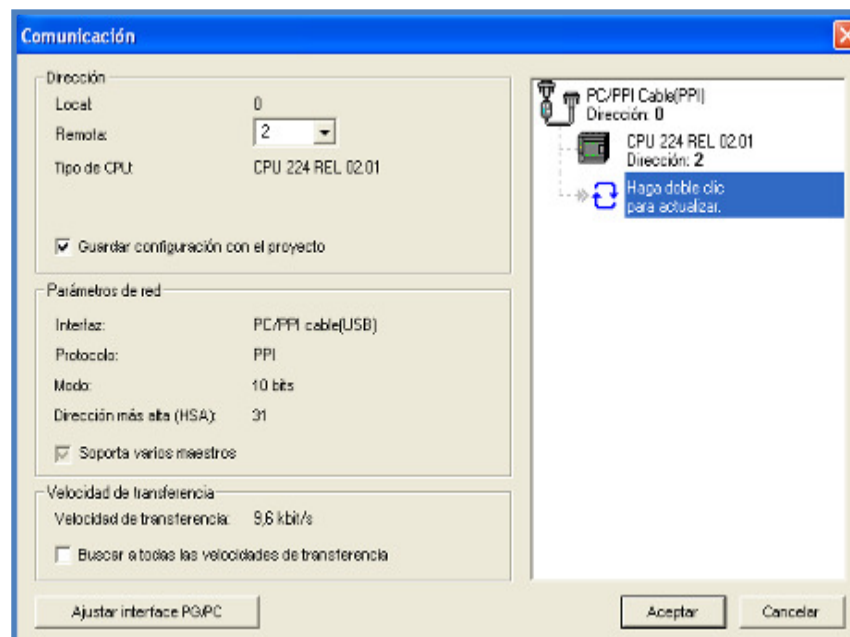 Comunicación
Dirección
Local: 0
Remota: 2
Tipo de CPU: CPU 224 REL 02.01
Guardar configuración con el proyecto
Parámetros de red
Interfaz: PC/PPI cable(USB)
Protocolo: PPI
Modo: 10 bits
Dirección más alta (HSA): 31
Soporta varios maestros
Velocidad de transferencia
Velocidad de transferencia: 9,6 kbit/s
Buscar a todas las velocidades de transferencia
Ajustar interface PG/PC
PC/PPI Cable(PPI)
Dirección: 0
CPU 224 REL 02.01
Dirección: 2
Haga doble clic
para actualizar.
Aceptar
Cancelar